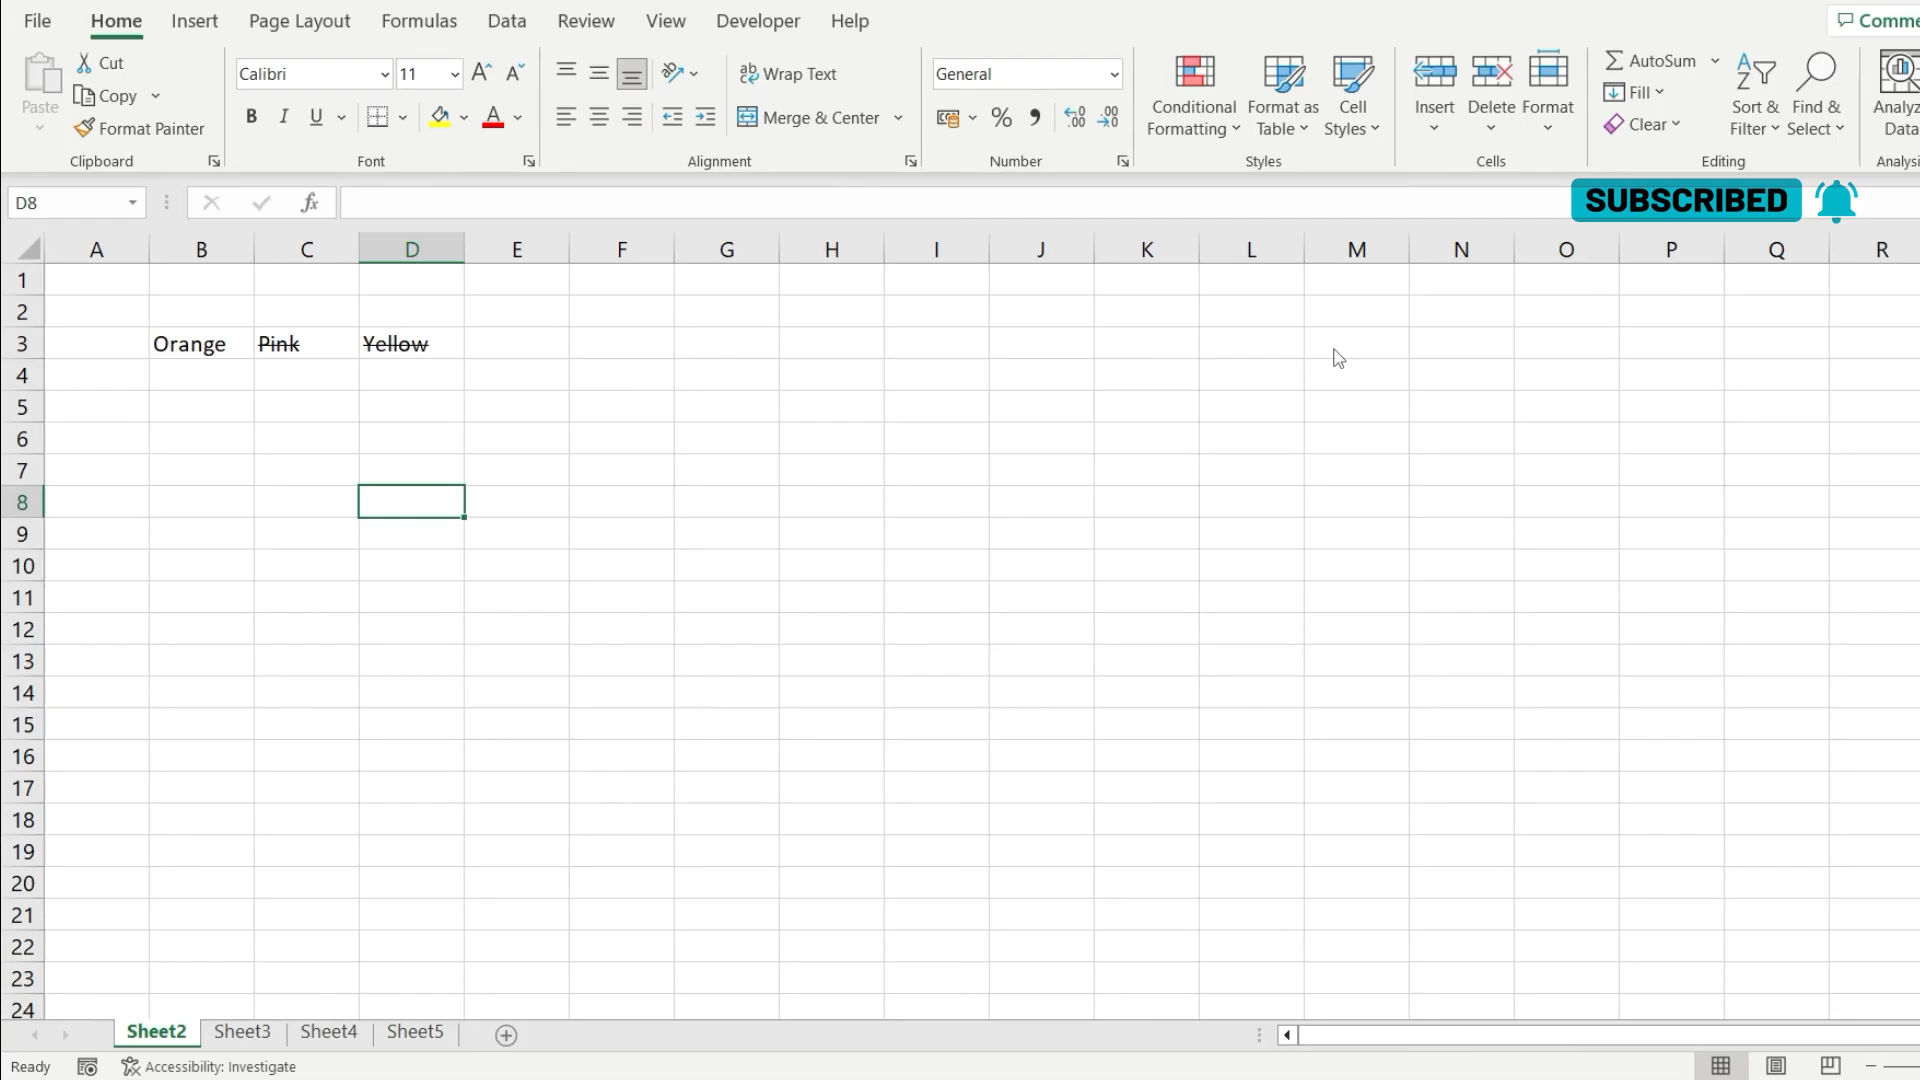 File Home Insert Page Layout Formulas Data Review View Developer Help Comme
Paste Cut Copy Format Painter Clipboard
Calibri 11 B I U A Font
Wrap Text Merge & Center Alignment
General % Number
Conditional Formatting Format as Table Cell Styles Styles
Insert Delete Format Cells
AutoSum Fill Clear Sort & Filter Find & Select Editing
Analyz Data Analysi
D8 fx SUBSCRIBED
A B C D E F G H I J K L M N O P Q R
1
2
3 Orange Pink Yellow
4
5
6
7
8
9
10
11
12
13
14
15
16
17
18
19
20
21
22
23
24
Sheet2 Sheet3 Sheet4 Sheet5
Ready Accessibility: Investigate